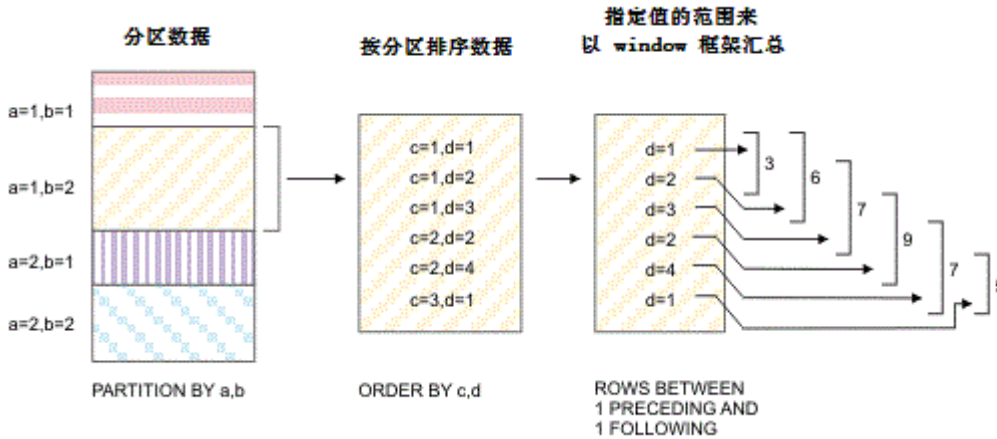 分区数据
按分区排序数据
指定值的范围来
以 window 框架汇总
a=1,b=1
a=1,b=2
a=2,b=1
a=2,b=2
c=1,d=1
c=1,d=2
c=1,d=3
c=2,d=2
c=2,d=4
c=3,d=1
d=1
d=2
d=3
d=2
d=4
d=1
3
6
7
9
7
PARTITION BY a,b
ORDER BY c,d
ROWS BETWEEN
1 PRECEDING AND
1 FOLLOWING